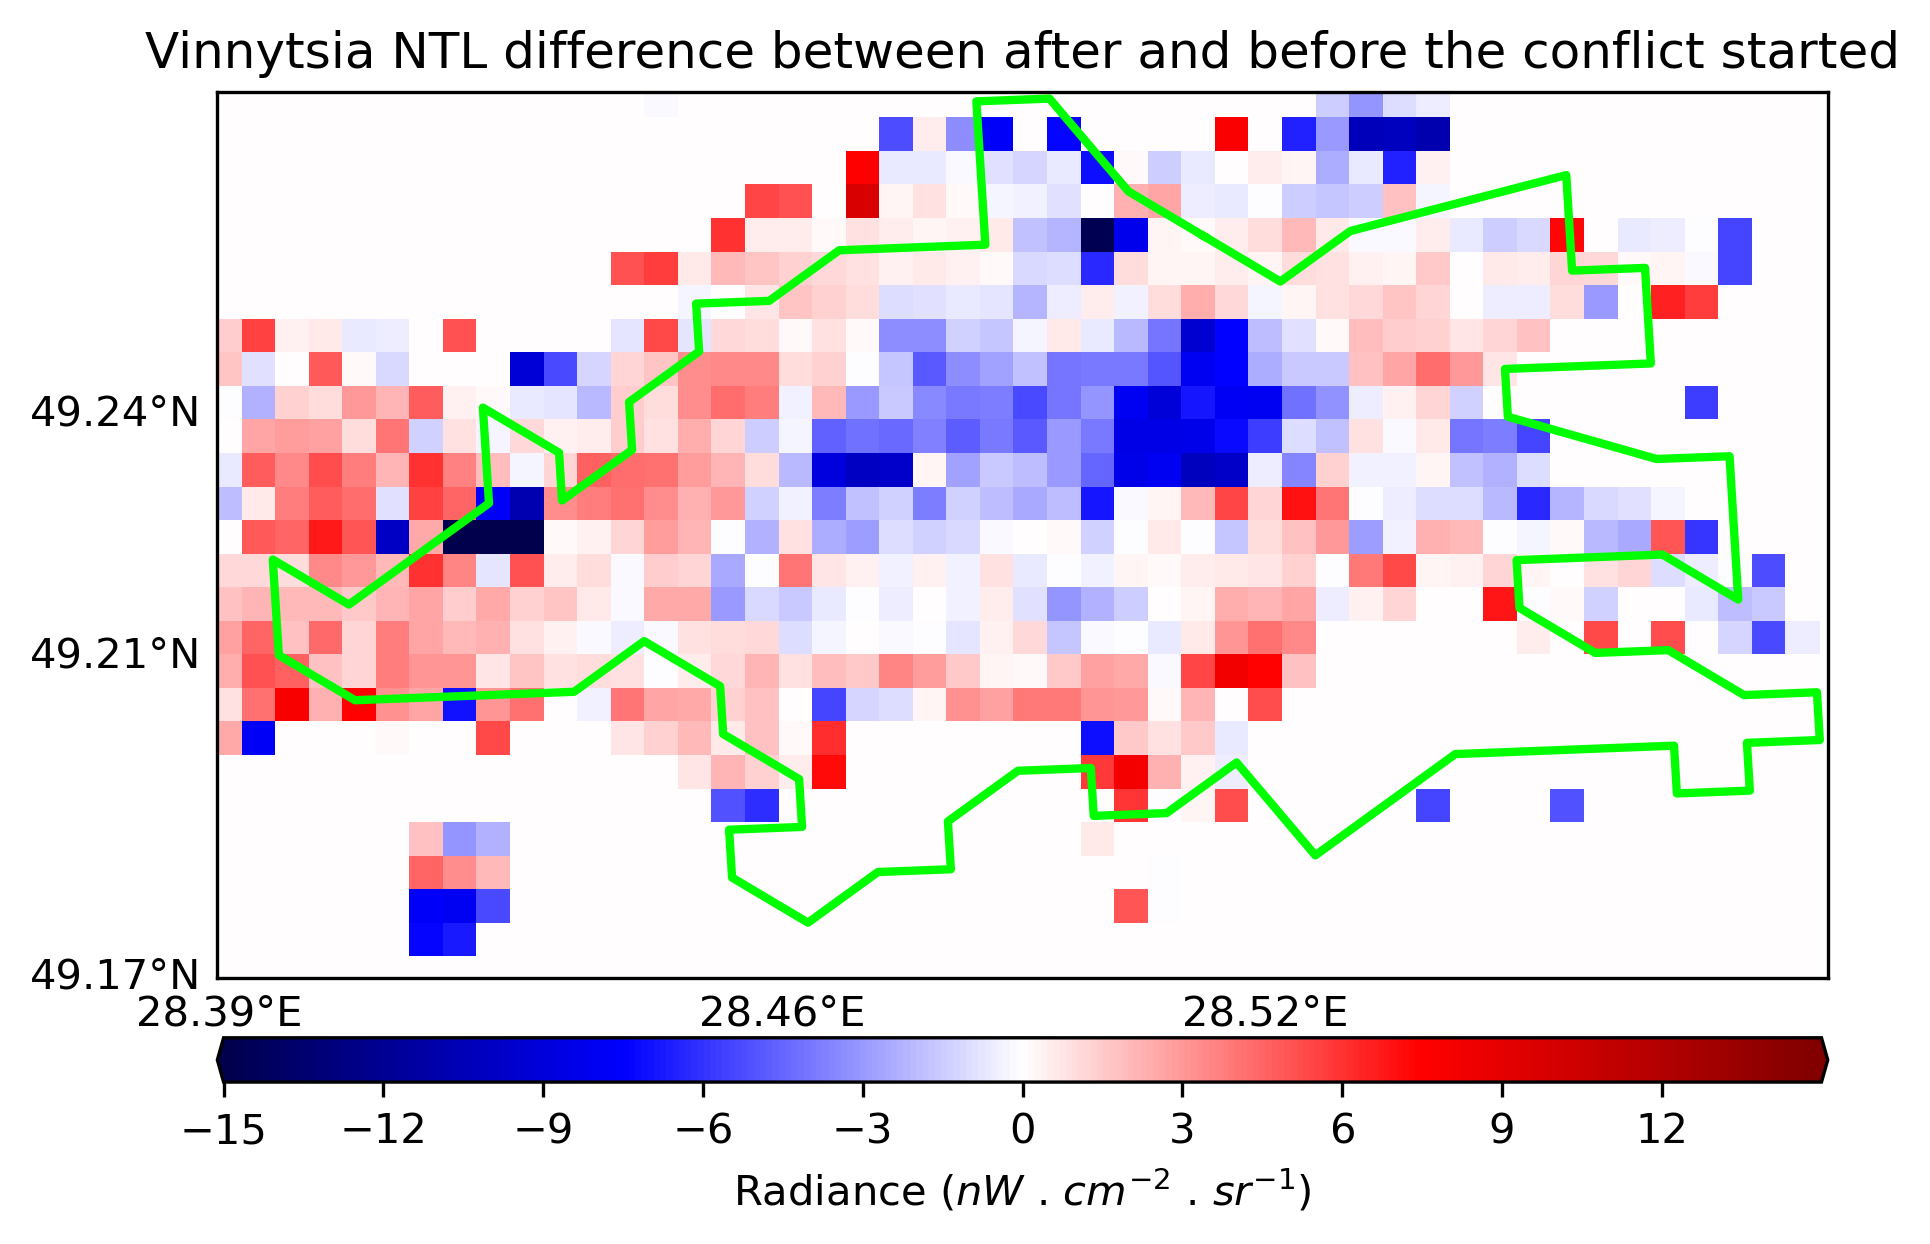 Vinnytsia NTL difference between after and before the conflict started
49.24°N
49.21°N
49.17°N
28.39°E 28.46°E 28.52°E
−15 −12 −9 −6 −3 0 3 6 9 12
Radiance (nW . cm⁻² . sr⁻¹)